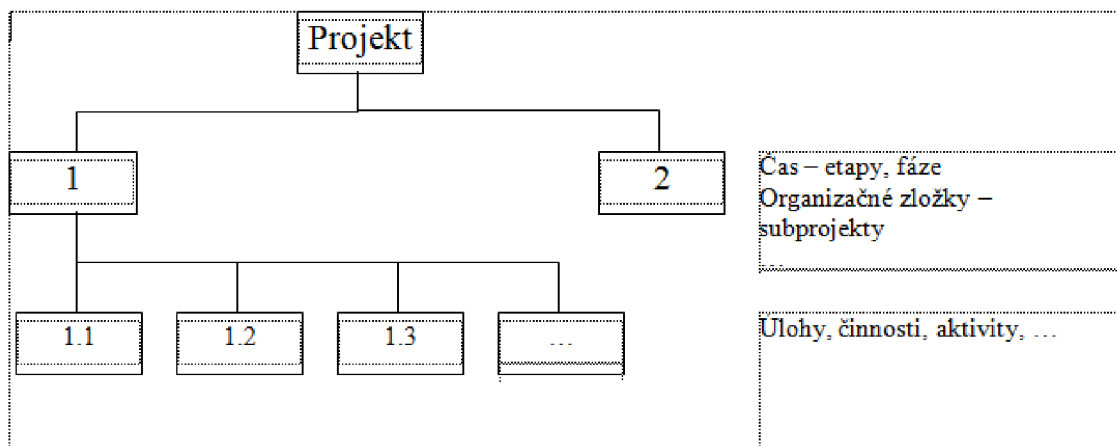 Projekt
1
2
Čas – etapy, fáze
Organizačné zložky –
subprojekty
…
1.1
1.2
1.3
…
Úlohy, činnosti, aktivity, …